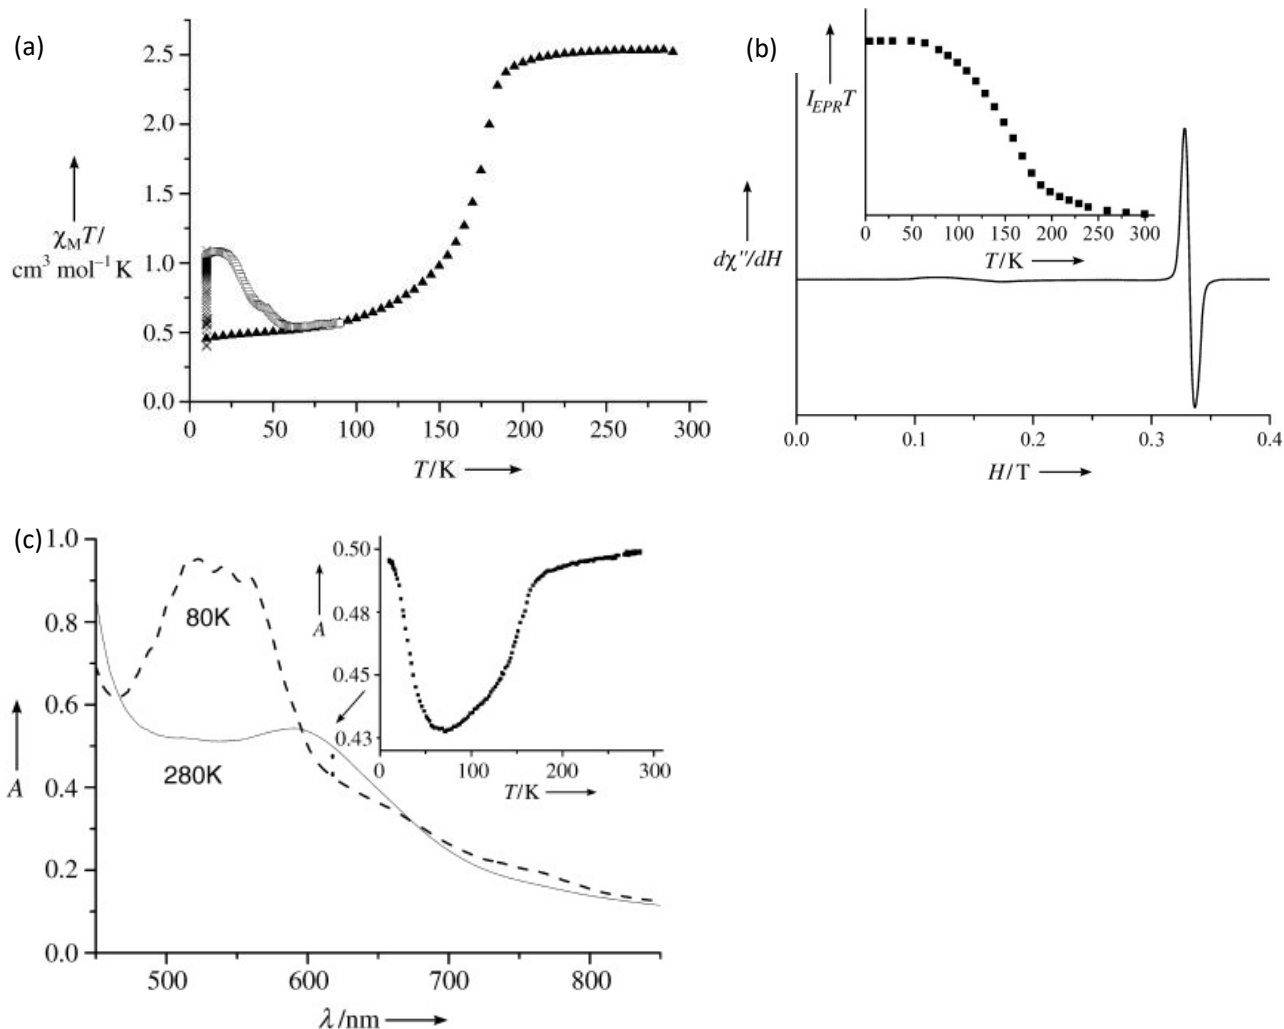 (a)
2.5
2.0
1.5
1.0
0.5
0.0
χMT/
cm³ mol⁻¹ K
0 50 100 150 200 250 300
T/K
(b)
IEPRT
0 50 100 150 200 250 300
T/K
dχ''/dH
0.0 0.1 0.2 0.3 0.4
H/T
(c)
1.0
0.8
0.6
0.4
0.2
0.0
A
80K
280K
0.50
0.48
0.45
0.43
A
0 100 200 300
T/K
500 600 700 800
λ/nm